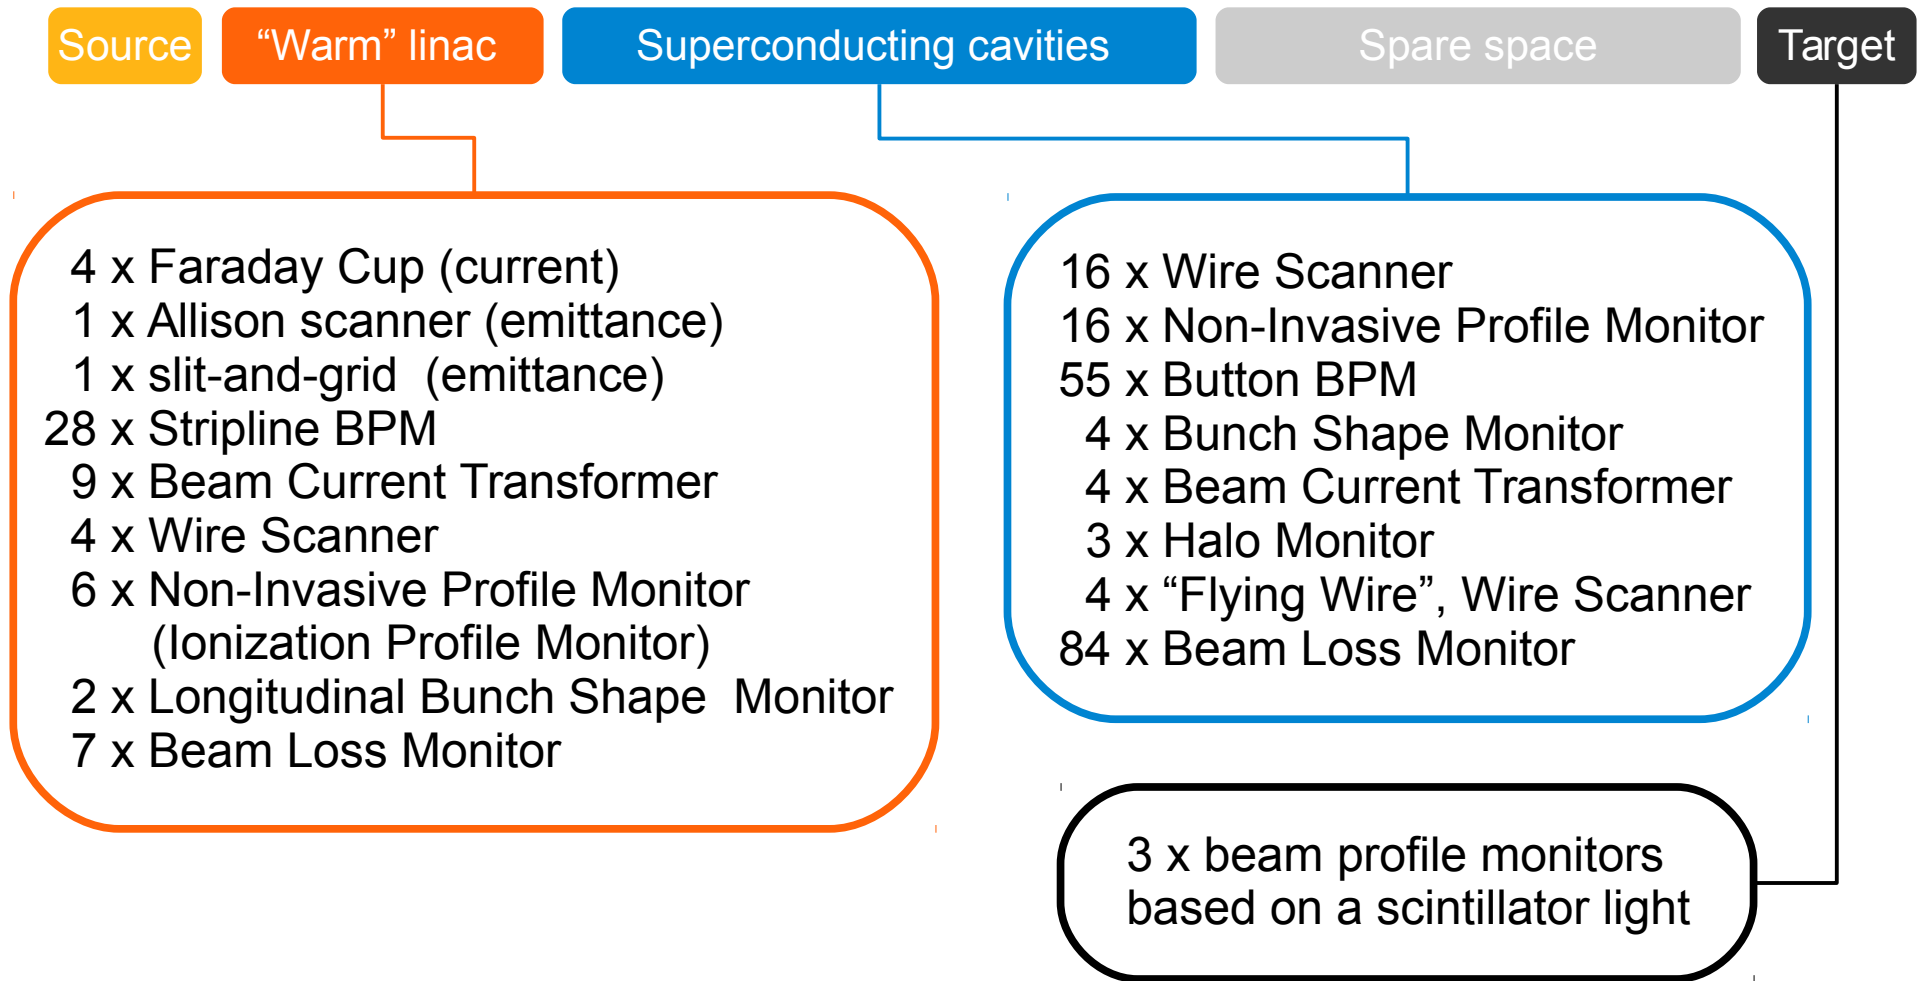 Source
“Warm” linac
Superconducting cavities
Spare space
Target
4 x Faraday Cup (current)
1 x Allison scanner (emittance)
1 x slit-and-grid (emittance)
28 x Stripline BPM
9 x Beam Current Transformer
4 x Wire Scanner
6 x Non-Invasive Profile Monitor
(Ionization Profile Monitor)
2 x Longitudinal Bunch Shape Monitor
7 x Beam Loss Monitor
16 x Wire Scanner
16 x Non-Invasive Profile Monitor
55 x Button BPM
4 x Bunch Shape Monitor
4 x Beam Current Transformer
3 x Halo Monitor
4 x “Flying Wire”, Wire Scanner
84 x Beam Loss Monitor
3 x beam profile monitors
based on a scintillator light